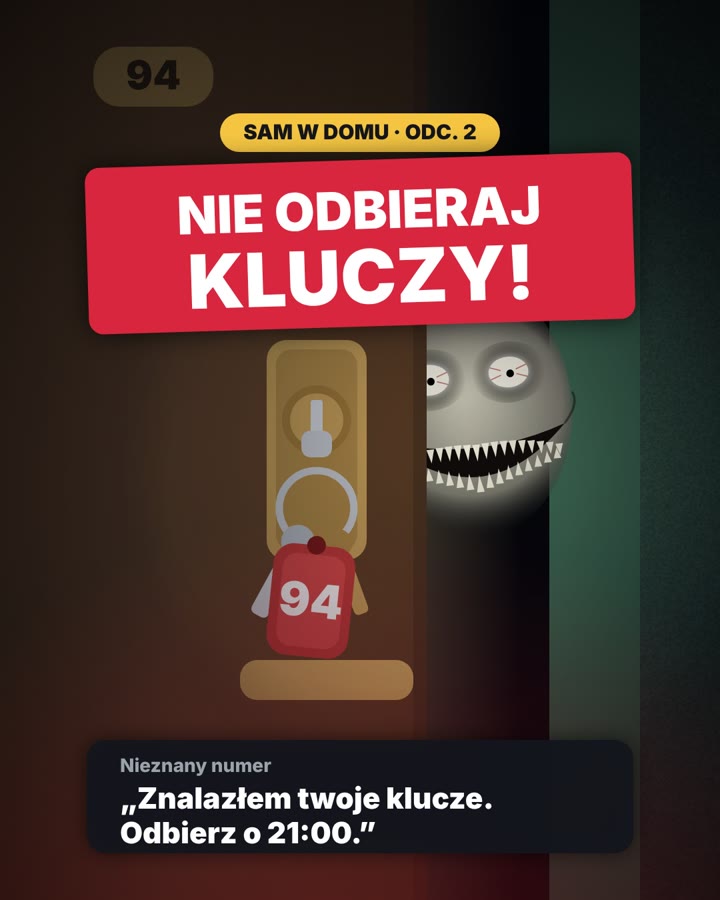 94
SAM W DOMU · ODC. 2
NIE ODBIERAJ
KLUCZY!
94
Nieznany numer
„Znalazłem twoje klucze.
Odbierz o 21:00.”